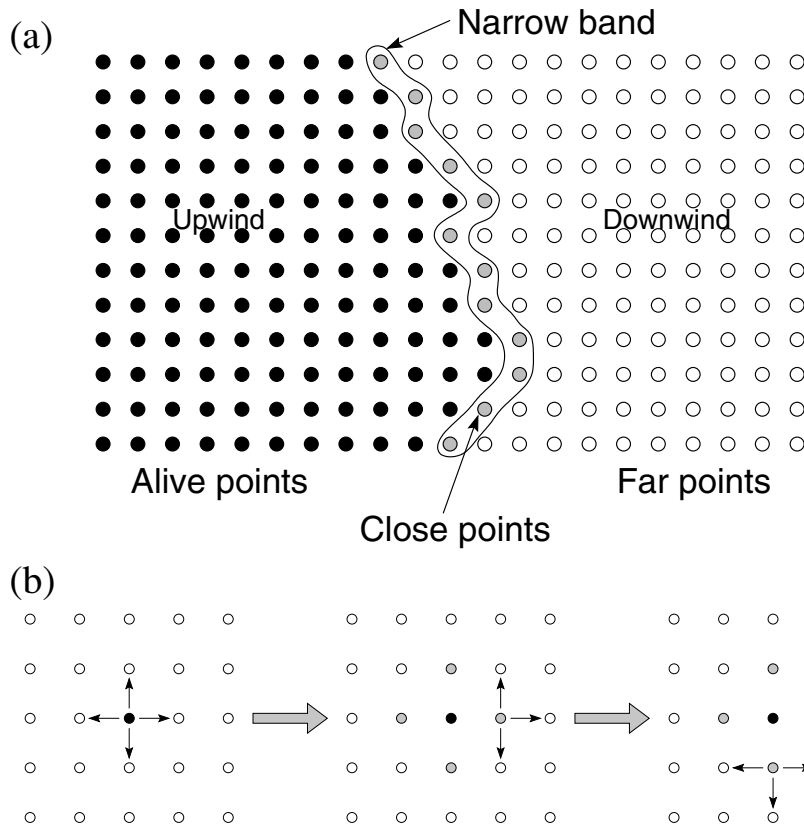 (a)
Narrow band
Upwind
Downwind
Alive points
Far points
Close points
(b)